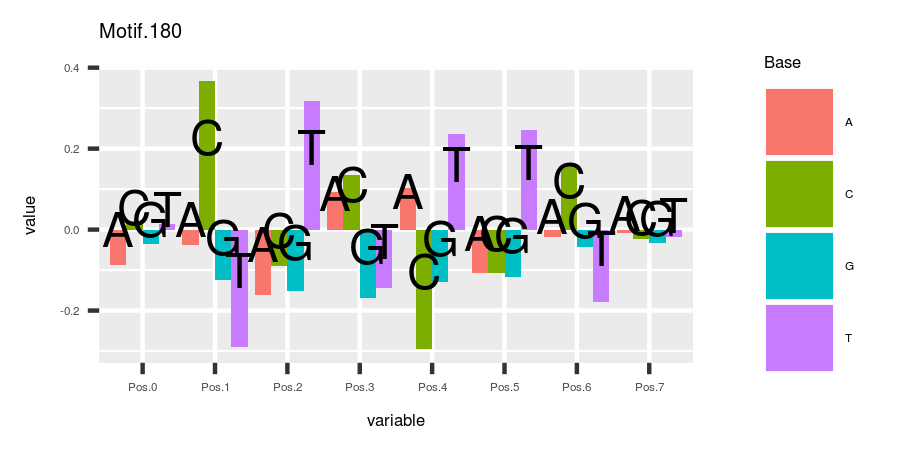 Motif.180
Base
0.4
0.2
0.0
-0.2
value
A C G T A C G T A C G T A C G T A C G T A C G T A C G T A C G T
Pos.0 Pos.1 Pos.2 Pos.3 Pos.4 Pos.5 Pos.6 Pos.7
variable
A
C
G
T